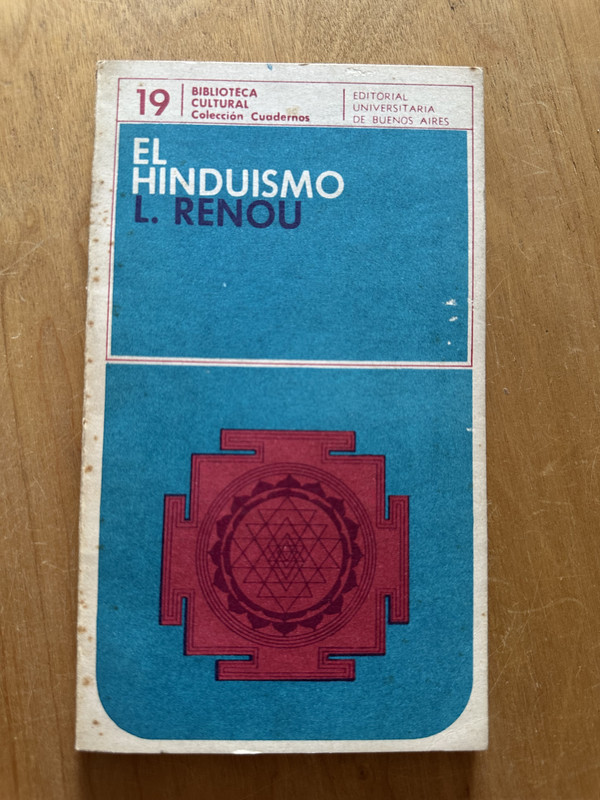 19
BIBLIOTECA
CULTURAL
Colección Cuadernos
EDITORIAL
UNIVERSITARIA
DE BUENOS AIRES
EL
HINDUISMO
L. RENOU